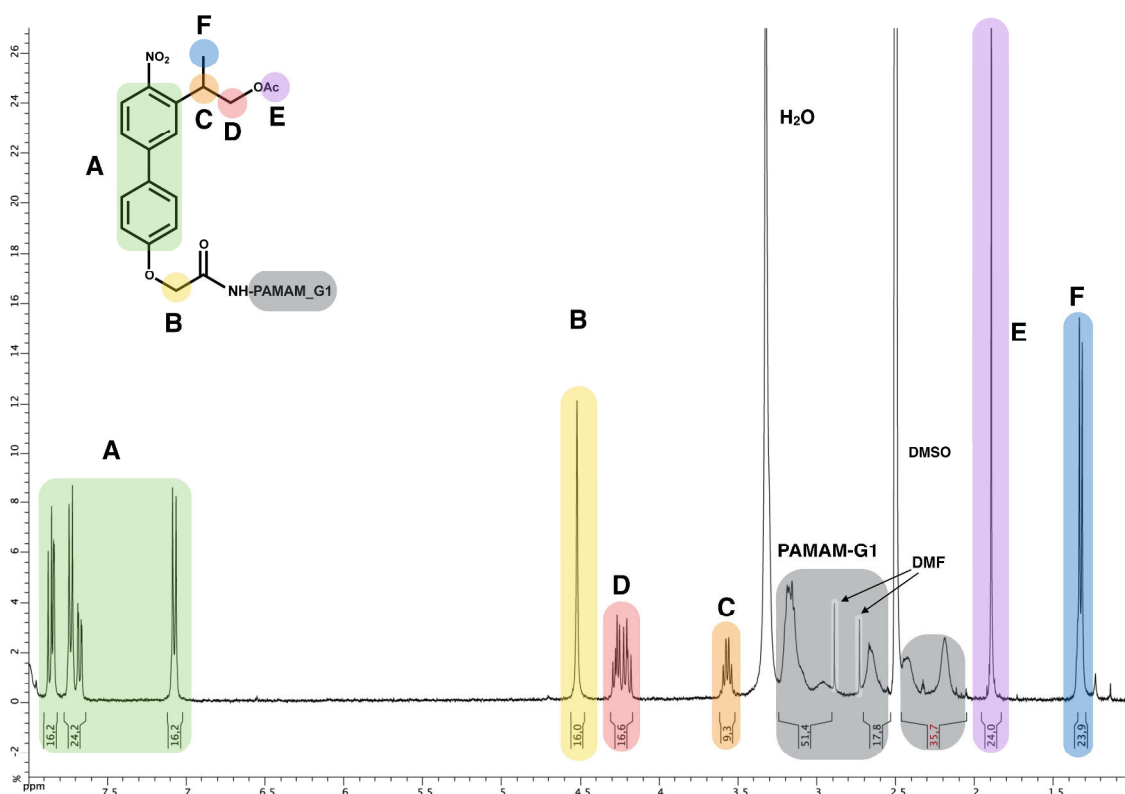 F
NO₂
OAc
C
D
E
A
O
O
NH-PAMAM_G1
B
H₂O
A
B
D
C
PAMAM-G1
DMF
DMSO
E
F
26
24
22
20
18
16
14
12
10
8
6
4
2
0
-2
%
16,2
24,2
16,2
16,0
16,6
9,3
51,4
17,8
35,7
24,0
23,9
ppm
7.5
7
6.5
6
5.5
5
4.5
4
3.5
3
2.5
2
1.5